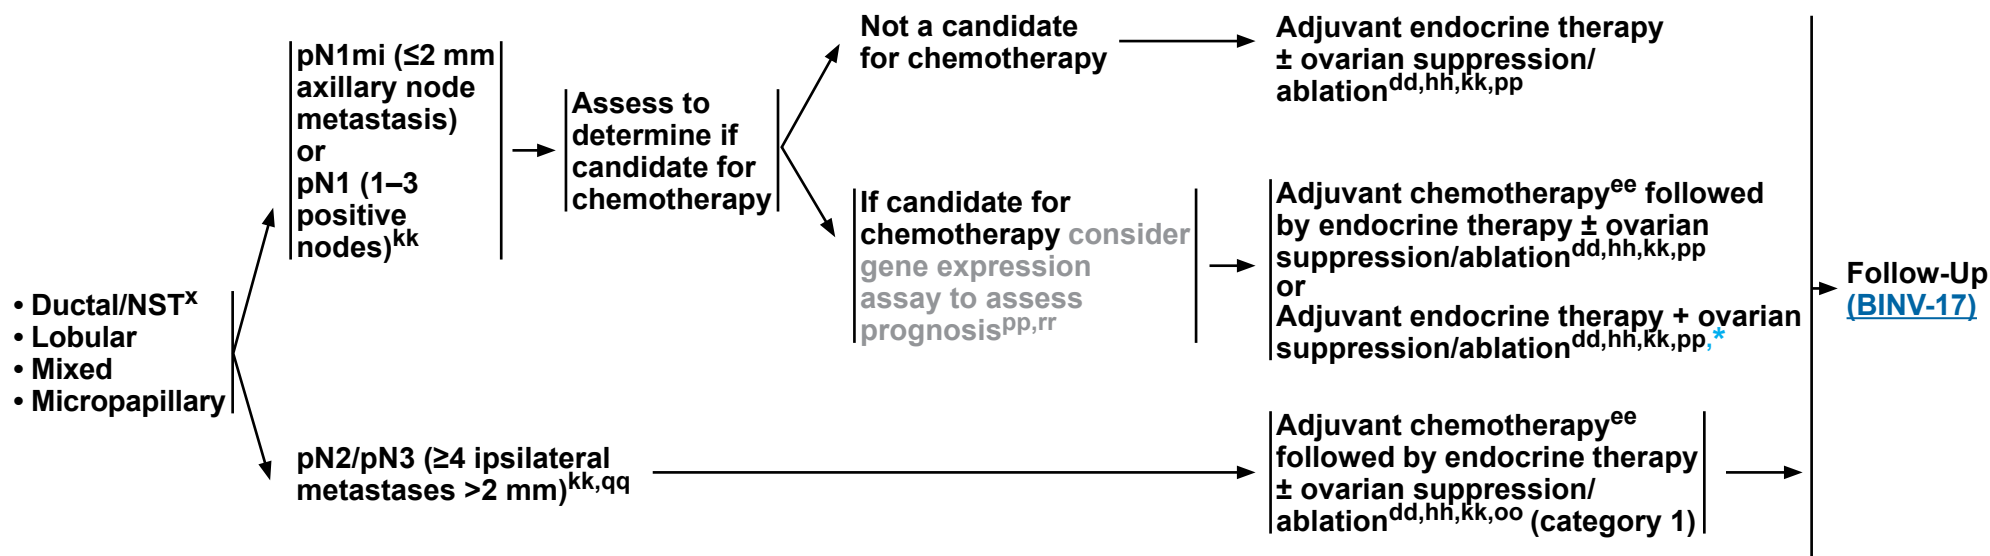 • Ductal/NSTx
• Lobular
• Mixed
• Micropapillary
pN1mi (≤2 mm
axillary node
metastasis)
or
pN1 (1–3
positive
nodes)kk
Assess to
determine if
candidate for
chemotherapy
Not a candidate
for chemotherapy
Adjuvant endocrine therapy
± ovarian suppression/
ablationdd,hh,kk,pp
If candidate for
chemotherapy consider
gene expression
assay to assess
prognosispp,rr
Adjuvant chemotherapyee followed
by endocrine therapy ± ovarian
suppression/ablationdd,hh,kk,pp
or
Adjuvant endocrine therapy + ovarian
suppression/ablationdd,hh,kk,pp,*
pN2/pN3 (≥4 ipsilateral
metastases >2 mm)kk,qq
Adjuvant chemotherapyee
followed by endocrine therapy
± ovarian suppression/
ablationdd,hh,kk,oo (category 1)
Follow-Up
(BINV-17)